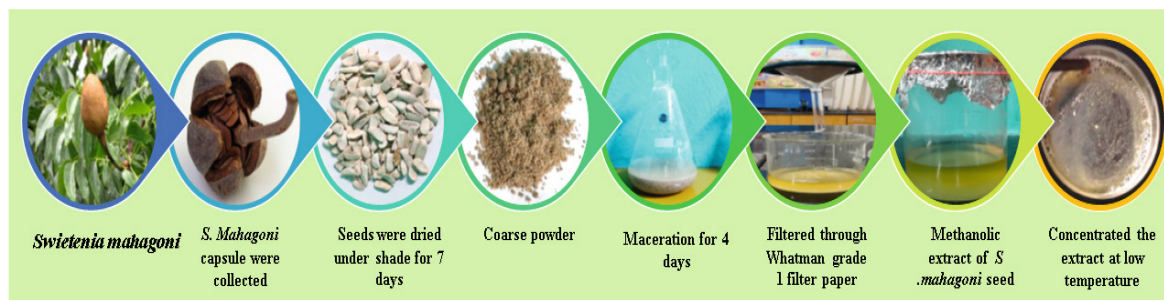 Swietenia mahagoni
S. Mahagoni
capsule were
collected
Seeds were dried
under shade for 7
days
Coarse powder
Maceration for 4
days
Filtered through
Whatman grade
1 filter paper
Methanolic
extract of S
.mahagoni seed
Concentrated the
extract at low
temperature